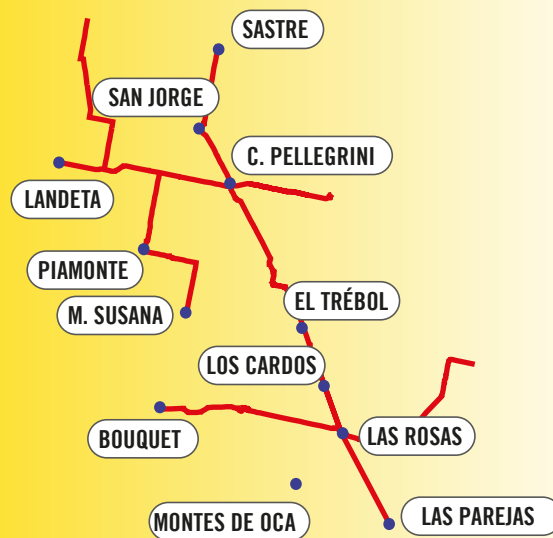 SASTRE
SAN JORGE
C. PELLEGRINI
LANDETA
PIAMONTE
M. SUSANA
EL TRÉBOL
LOS CARDOS
BOUQUET
LAS ROSAS
MONTES DE OCA
LAS PAREJAS